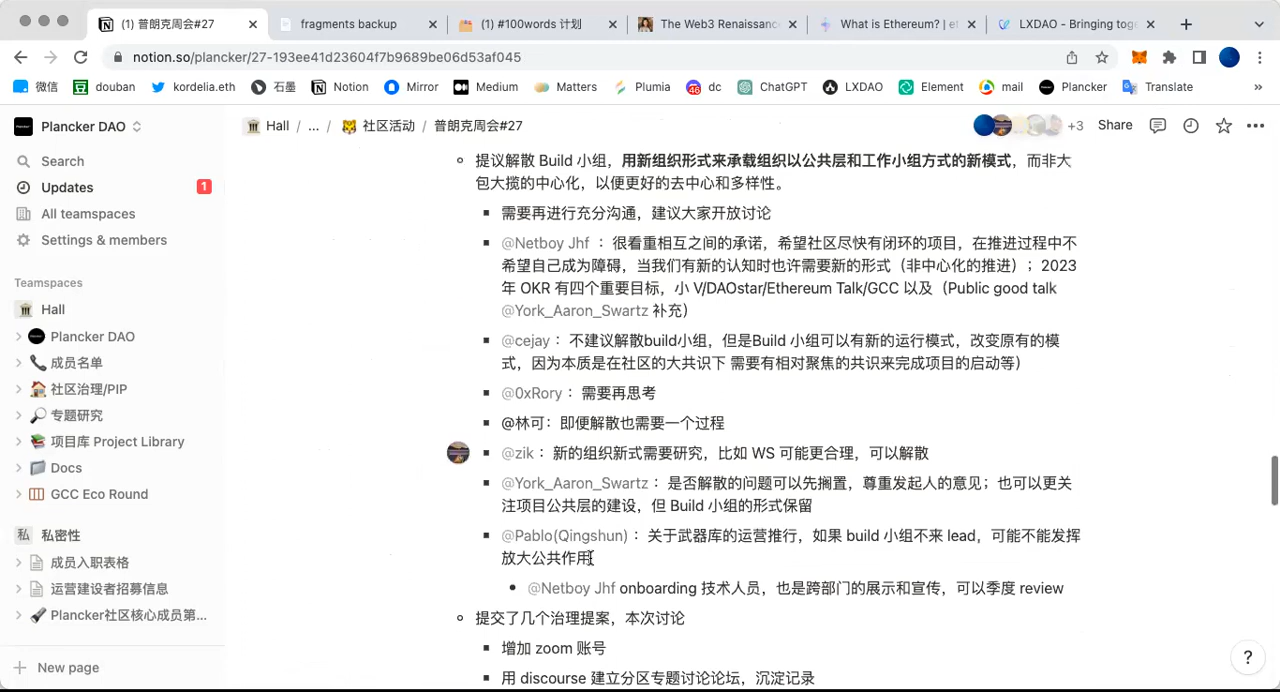 (1) 普朗克周会#27
fragments backup
(1) #100words 计划
The Web3 Renaissanc
What is Ethereum? | et
LXDAO - Bringing toge
notion.so/plancker/27-193ee41d23604f7b9689be06d53af045
微信
douban
kordelia.eth
石墨
Notion
Mirror
Medium
Matters
Plumia
46
dc
ChatGPT
LXDAO
Element
mail
Plancker
Translate
»
Plancker DAO
Hall / ... / 社区活动 / 普朗克周会#27
+3
Share
Search
Updates
1
All teamspaces
Settings & members
Teamspaces
Hall
Plancker DAO
成员名单
社区治理/PIP
专题研究
项目库 Project Library
Docs
GCC Eco Round
私 私密性
成员入职表格
运营建设者招募信息
Plancker社区核心成员第...
New page
提议解散 Build 小组，用新组织形式来承载组织以公共层和工作小组方式的新模式，而非大
包大揽的中心化，以便更好的去中心和多样性。
需要再进行充分沟通，建议大家开放讨论
@Netboy Jhf ：很看重相互之间的承诺，希望社区尽快有闭环的项目，在推进过程中不
希望自己成为障碍，当我们有新的认知时也许需要新的形式（非中心化的推进）；2023
年 OKR 有四个重要目标，小 V/DAOstar/Ethereum Talk/GCC 以及（Public good talk
@York_Aaron_Swartz 补充）
@cejay ：不建议解散build小组，但是Build 小组可以有新的运行模式，改变原有的模
式，因为本质是在社区的大共识下 需要有相对聚焦的共识来完成项目的启动等）
@0xRory ：需要再思考
@林可：即便解散也需要一个过程
@zik ：新的组织新式需要研究，比如 WS 可能更合理，可以解散
@York_Aaron_Swartz ：是否解散的问题可以先搁置，尊重发起人的意见；也可以更关
注项目公共层的建设，但 Build 小组的形式保留
@Pablo(Qingshun) ：关于武器库的运营推行，如果 build 小组不来 lead，可能不能发挥
放大公共作用
@Netboy Jhf onboarding 技术人员，也是跨部门的展示和宣传，可以季度 review
提交了几个治理提案，本次讨论
增加 zoom 账号
用 discourse 建立分区专题讨论论坛，沉淀记录
?